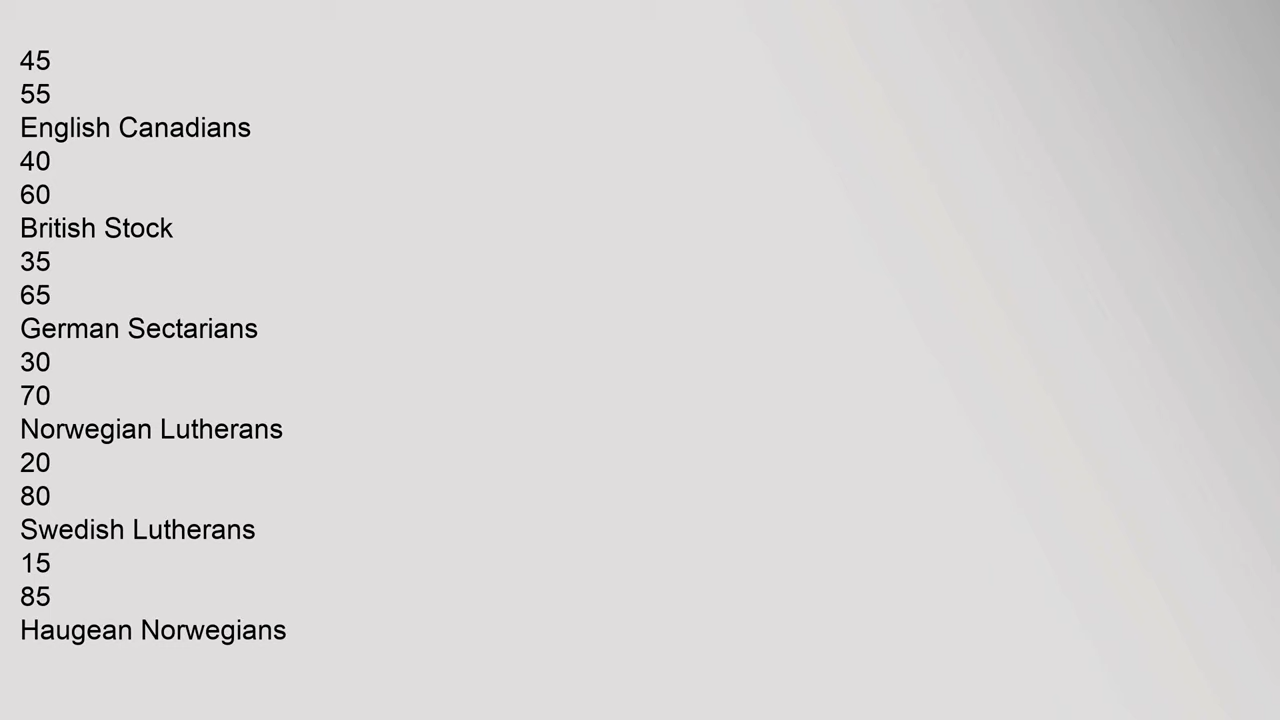 45
55
English Canadians
40
60
British Stock
35
65
German Sectarians
30
70
Norwegian Lutherans
20
80
Swedish Lutherans
15
85
Haugean Norwegians